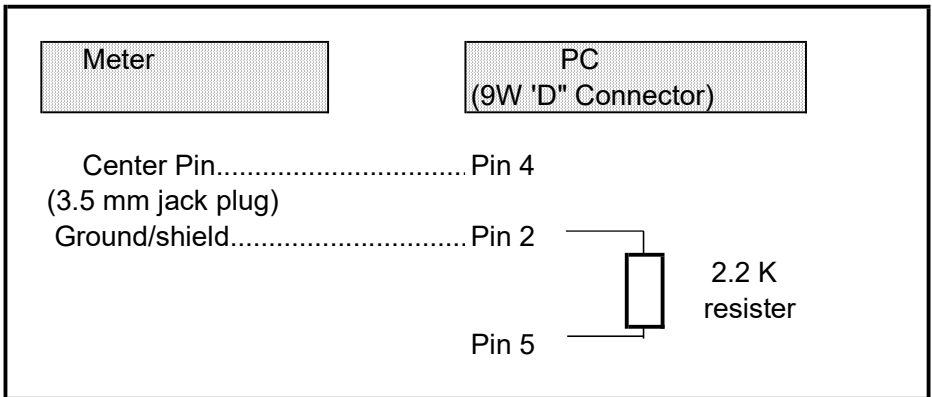 Meter
PC
(9W 'D" Connector)
Center Pin................................. Pin 4
(3.5 mm jack plug)
Ground/shield............................... Pin 2
2.2 K
resister
Pin 5